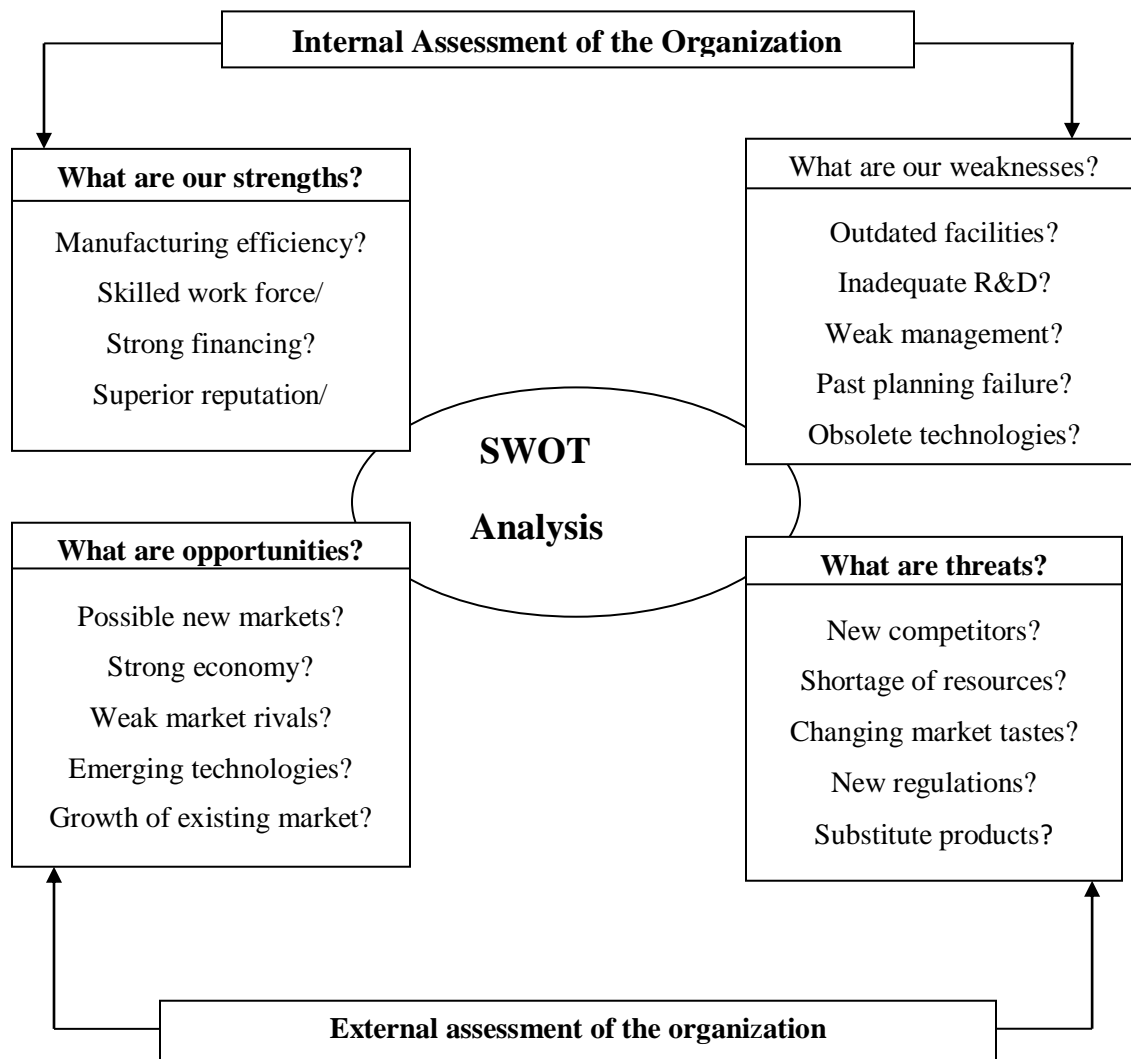 Internal Assessment of the Organization
What are our strengths?
Manufacturing efficiency?
Skilled work force/
Strong financing?
Superior reputation/
What are our weaknesses?
Outdated facilities?
Inadequate R&D?
Weak management?
Past planning failure?
Obsolete technologies?
SWOT
Analysis
What are opportunities?
Possible new markets?
Strong economy?
Weak market rivals?
Emerging technologies?
Growth of existing market?
What are threats?
New competitors?
Shortage of resources?
Changing market tastes?
New regulations?
Substitute products?
External assessment of the organization